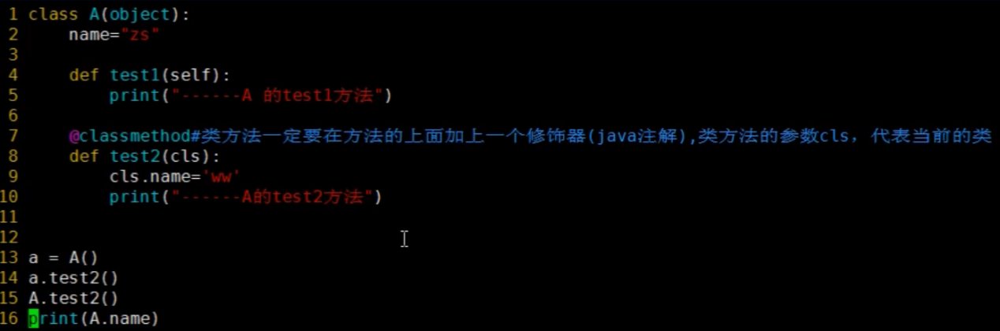 1 class A(object):
2     name="zs"
3
4     def test1(self):
5         print("------A 的test1方法")
6
7     @classmethod#类方法一定要在方法的上面加上一个修饰器(java注解),类方法的参数cls，代表当前的类
8     def test2(cls):
9         cls.name='ww'
10         print("------A的test2方法")
11
12
13 a = A()
14 a.test2()
15 A.test2()
16 print(A.name)